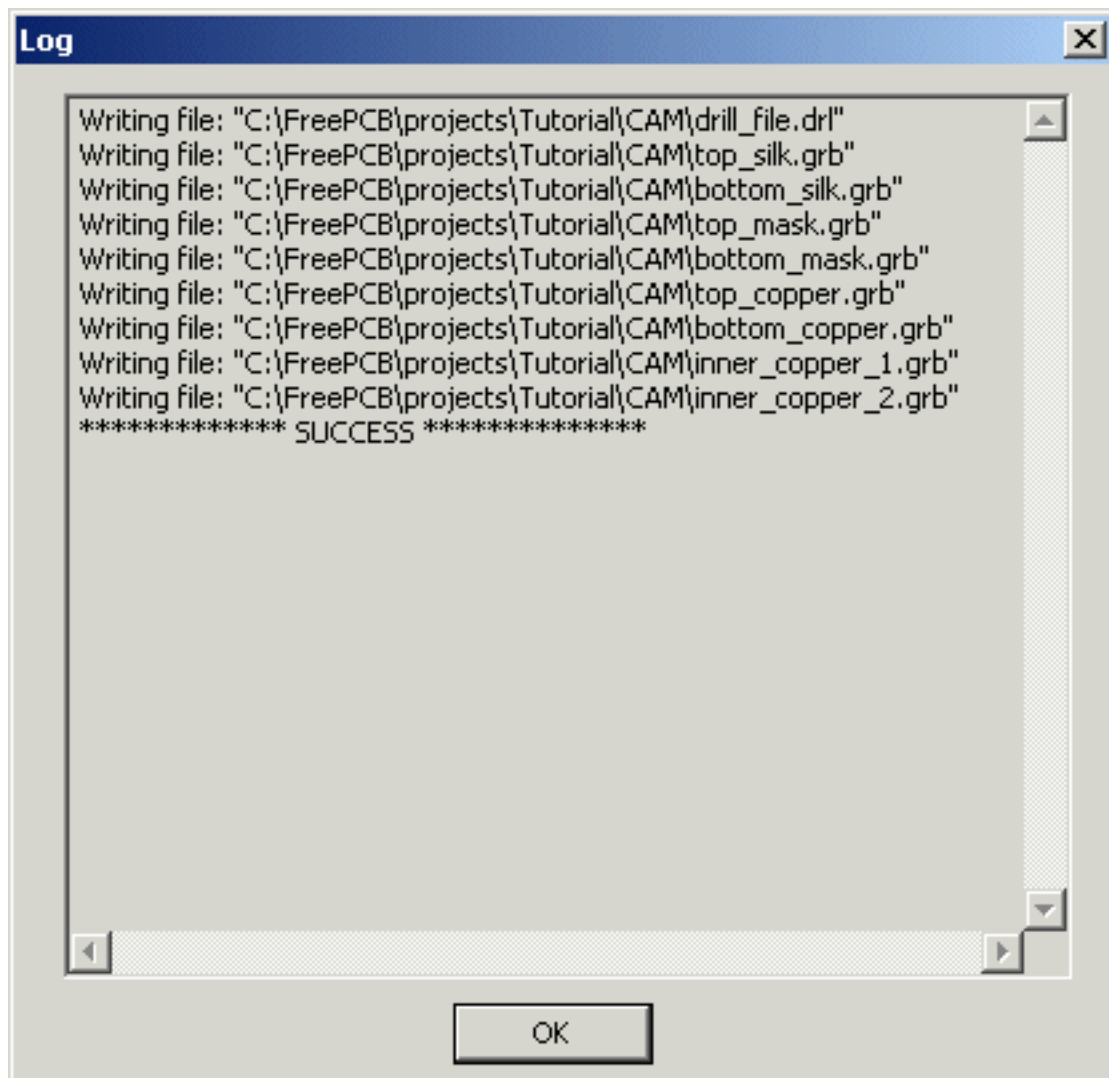 Log
Writing file: "C:\FreePCB\projects\Tutorial\CAM\drill_file.drl"
Writing file: "C:\FreePCB\projects\Tutorial\CAM\top_silk.grb"
Writing file: "C:\FreePCB\projects\Tutorial\CAM\bottom_silk.grb"
Writing file: "C:\FreePCB\projects\Tutorial\CAM\top_mask.grb"
Writing file: "C:\FreePCB\projects\Tutorial\CAM\bottom_mask.grb"
Writing file: "C:\FreePCB\projects\Tutorial\CAM\top_copper.grb"
Writing file: "C:\FreePCB\projects\Tutorial\CAM\bottom_copper.grb"
Writing file: "C:\FreePCB\projects\Tutorial\CAM\inner_copper_1.grb"
Writing file: "C:\FreePCB\projects\Tutorial\CAM\inner_copper_2.grb"
************* SUCCESS **************
OK